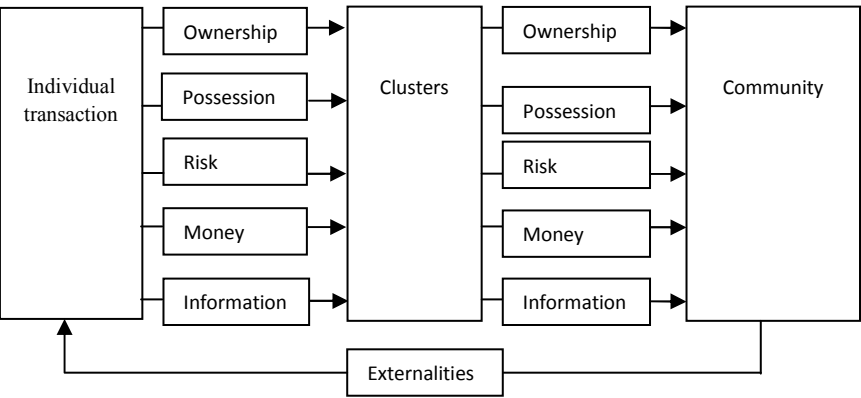 Individual
transaction
Ownership
Possession
Risk
Money
Information
Clusters
Ownership
Possession
Risk
Money
Information
Community
Externalities